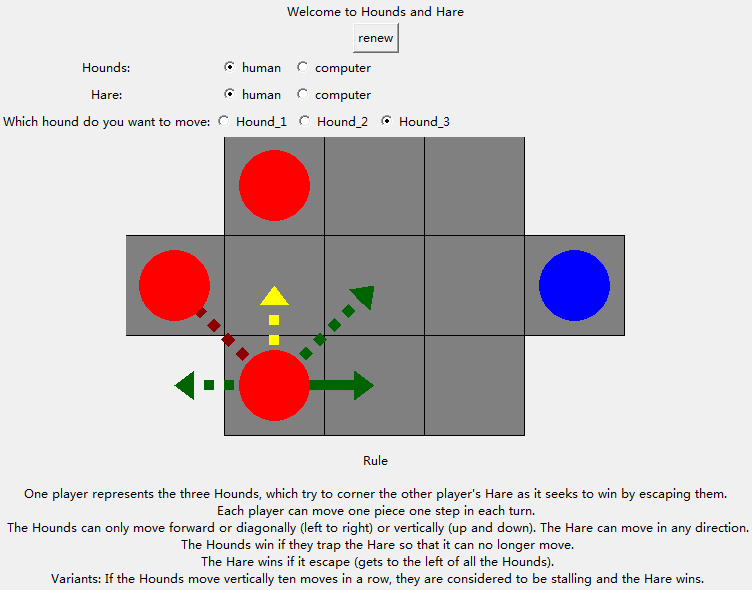 Welcome to Hounds and Hare
renew
Hounds: human computer
Hare: human computer
Which hound do you want to move: Hound_1 Hound_2 Hound_3
Rule
One player represents the three Hounds, which try to corner the other player's Hare as it seeks to win by escaping them.
Each player can move one piece one step in each turn.
The Hounds can only move forward or diagonally (left to right) or vertically (up and down). The Hare can move in any direction.
The Hounds win if they trap the Hare so that it can no longer move.
The Hare wins if it escape (gets to the left of all the Hounds).
Variants: If the Hounds move vertically ten moves in a row, they are considered to be stalling and the Hare wins.